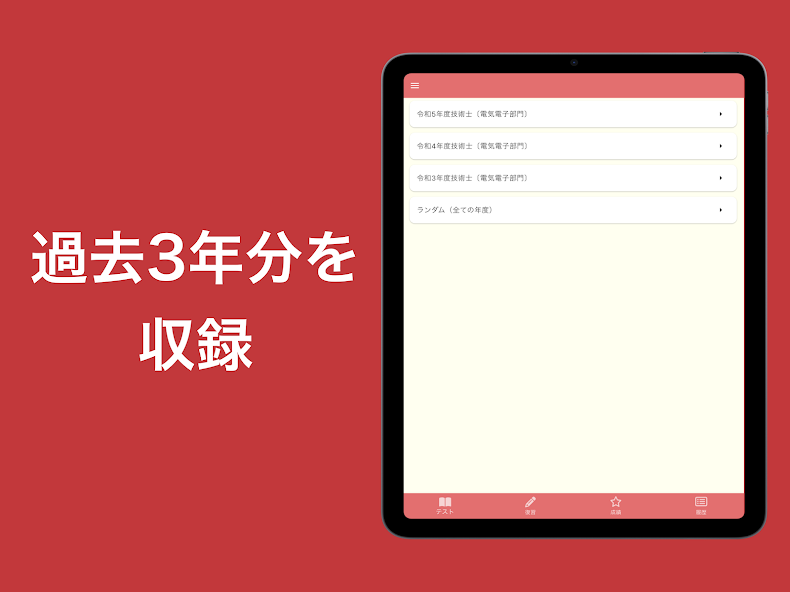 過去3年分を
収録
令和5年度技術士（電気電子部門）
令和4年度技術士（電気電子部門）
令和3年度技術士（電気電子部門）
ランダム（全ての年度）
テスト
復習
成績
履歴